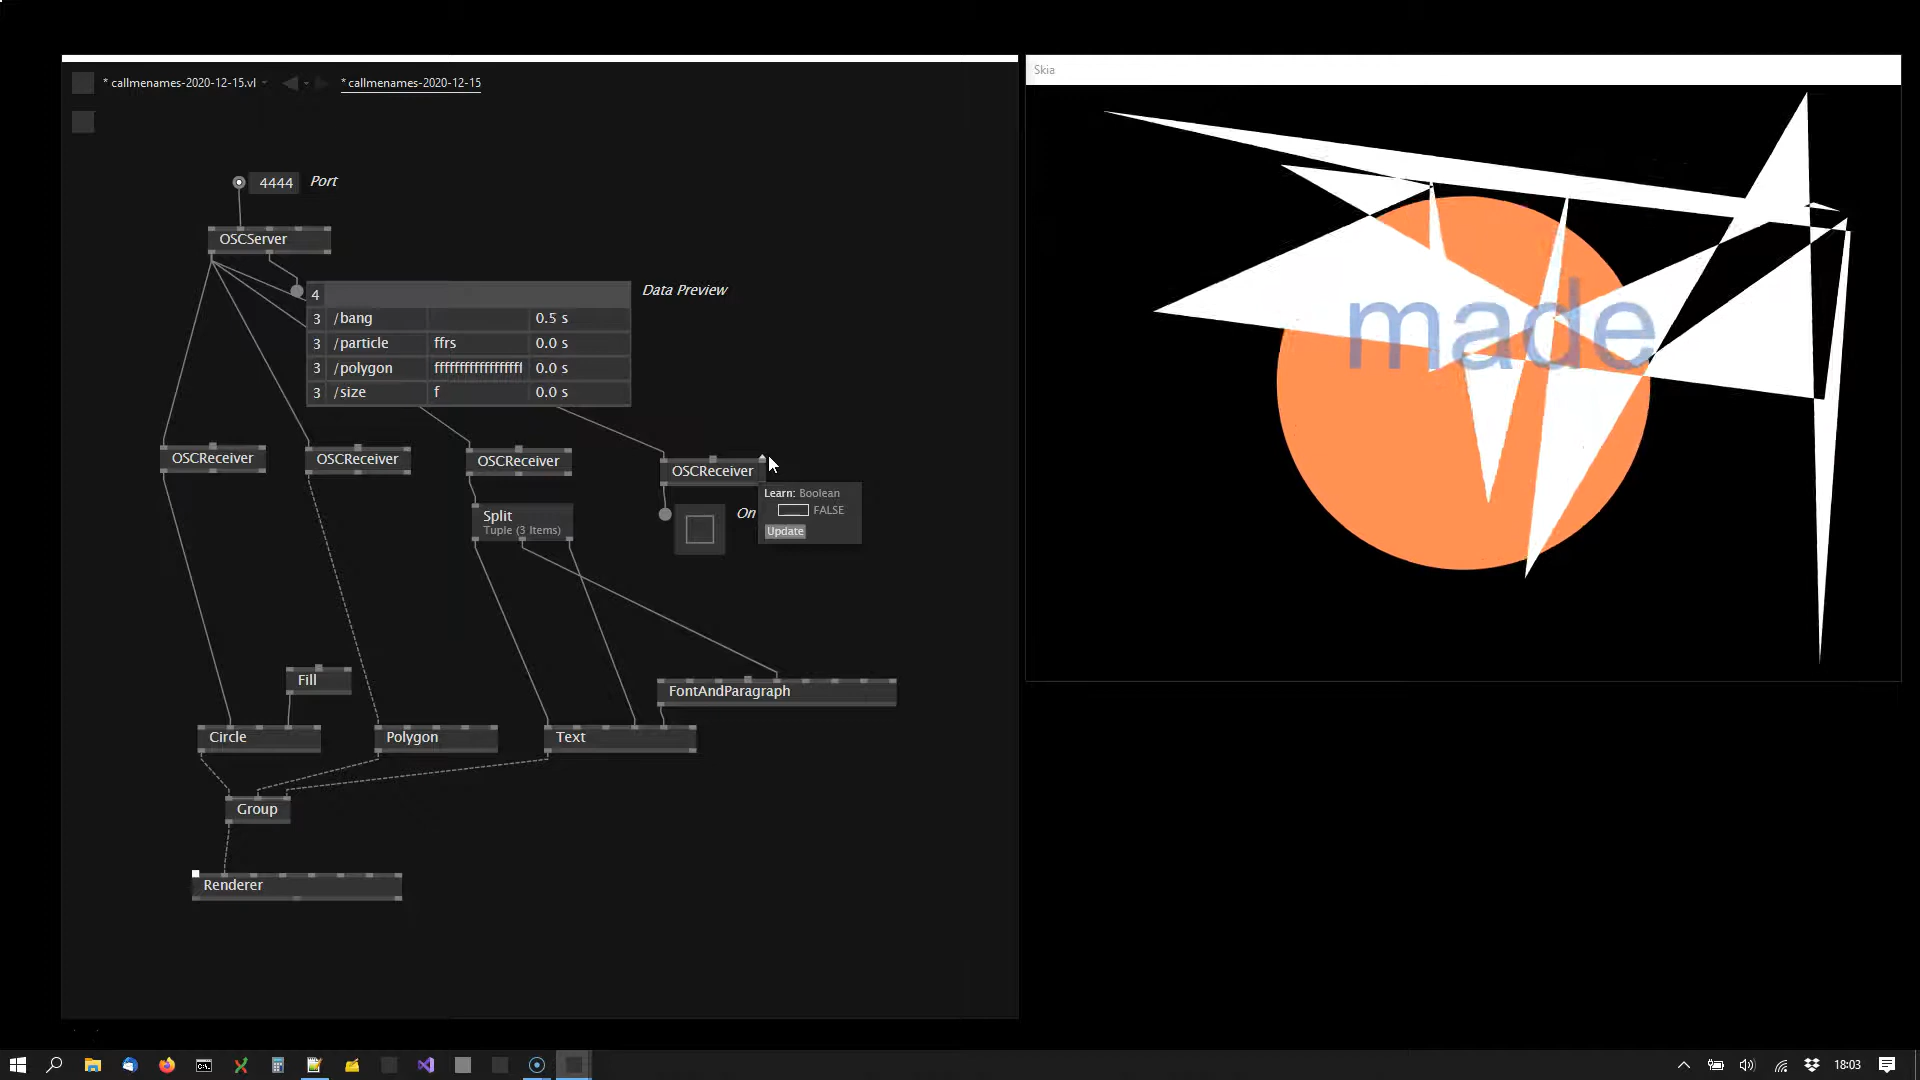 * callmenames-2020-12-15.vl
* callmenames-2020-12-15
Skia
4444 Port
OSCServer
Data Preview
4
3 /bang 0.5 s
3 /particle ffrs 0.0 s
3 /polygon ffffffffffffffffff 0.0 s
3 /size f 0.0 s
made
OSCReceiver
OSCReceiver
OSCReceiver
OSCReceiver
Learn: Boolean
FALSE
Update
On
Split
Tuple (3 Items)
Fill
FontAndParagraph
Circle
Polygon
Text
Group
Renderer
18:03